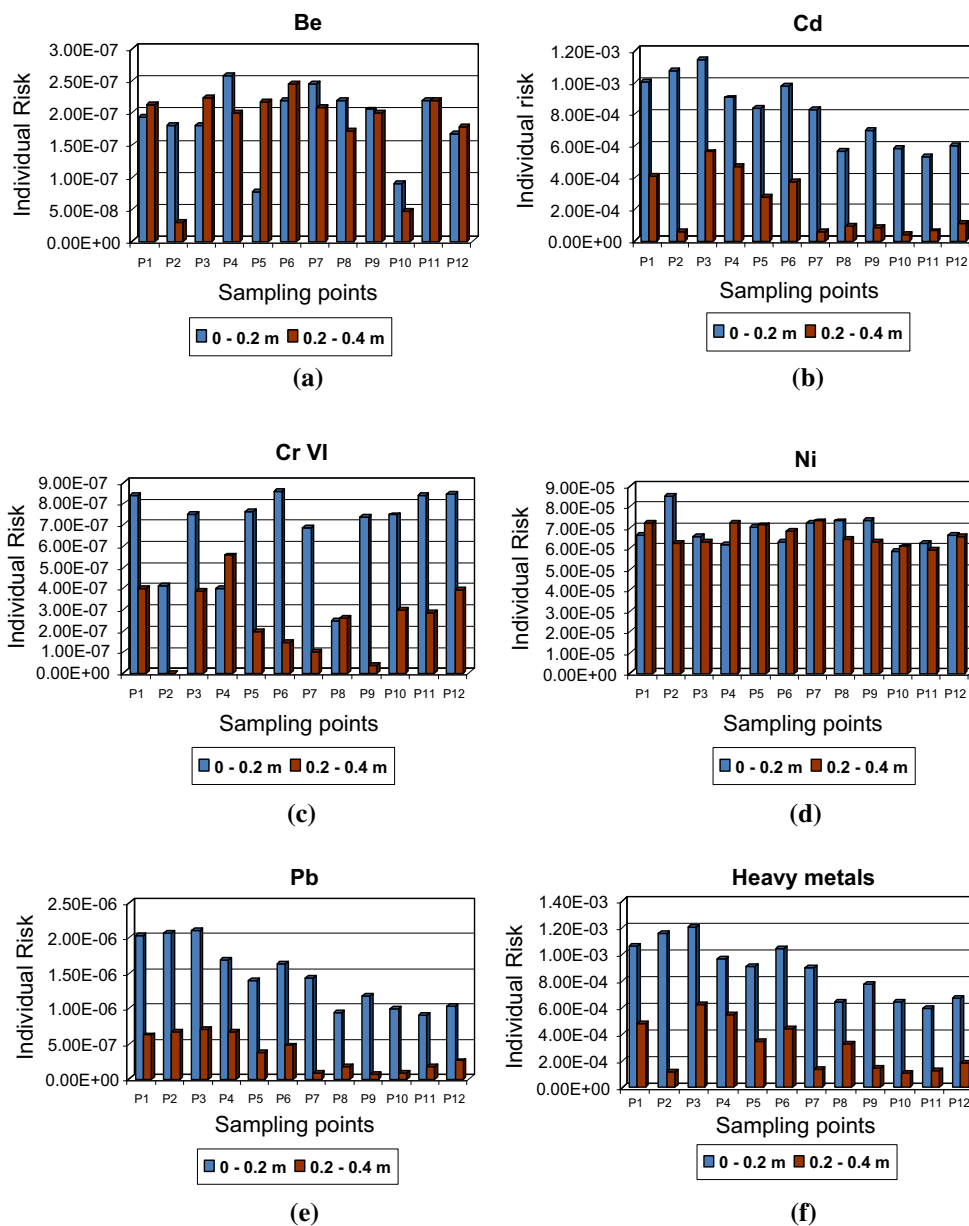 Be
Individual Risk
3.00E-07
2.50E-07
2.00E-07
1.50E-07
1.00E-07
5.00E-08
0.00E+00
P1 P2 P3 P4 P5 P6 P7 P8 P9 P10 P11 P12
Sampling points
0 - 0.2 m 0.2 - 0.4 m
(a)
Cd
Individual risk
1.20E-03
1.00E-03
8.00E-04
6.00E-04
4.00E-04
2.00E-04
0.00E+00
P1 P2 P3 P4 P5 P6 P7 P8 P9 P10 P11 P12
Sampling points
0 - 0.2 m 0.2 - 0.4 m
(b)
Cr VI
Individual Risk
9.00E-07
8.00E-07
7.00E-07
6.00E-07
5.00E-07
4.00E-07
3.00E-07
2.00E-07
1.00E-07
0.00E+00
P1 P2 P3 P4 P5 P6 P7 P8 P9 P10 P11 P12
Sampling points
0 - 0.2 m 0.2 - 0.4 m
(c)
Ni
Individual Risk
9.00E-05
8.00E-05
7.00E-05
6.00E-05
5.00E-05
4.00E-05
3.00E-05
2.00E-05
1.00E-05
0.00E+00
P1 P2 P3 P4 P5 P6 P7 P8 P9 P10 P11 P12
Sampling points
0 - 0.2 m 0.2 - 0.4 m
(d)
Pb
Individual Risk
2.50E-06
2.00E-06
1.50E-06
1.00E-06
5.00E-07
0.00E+00
P1 P2 P3 P4 P5 P6 P7 P8 P9 P10 P11 P12
Sampling points
0 - 0.2 m 0.2 - 0.4 m
(e)
Heavy metals
Individual Risk
1.40E-03
1.20E-03
1.00E-03
8.00E-04
6.00E-04
4.00E-04
2.00E-04
0.00E+00
P1 P2 P3 P4 P5 P6 P7 P8 P9 P10 P11 P12
Sampling points
0 - 0.2 m 0.2 - 0.4 m
(f)